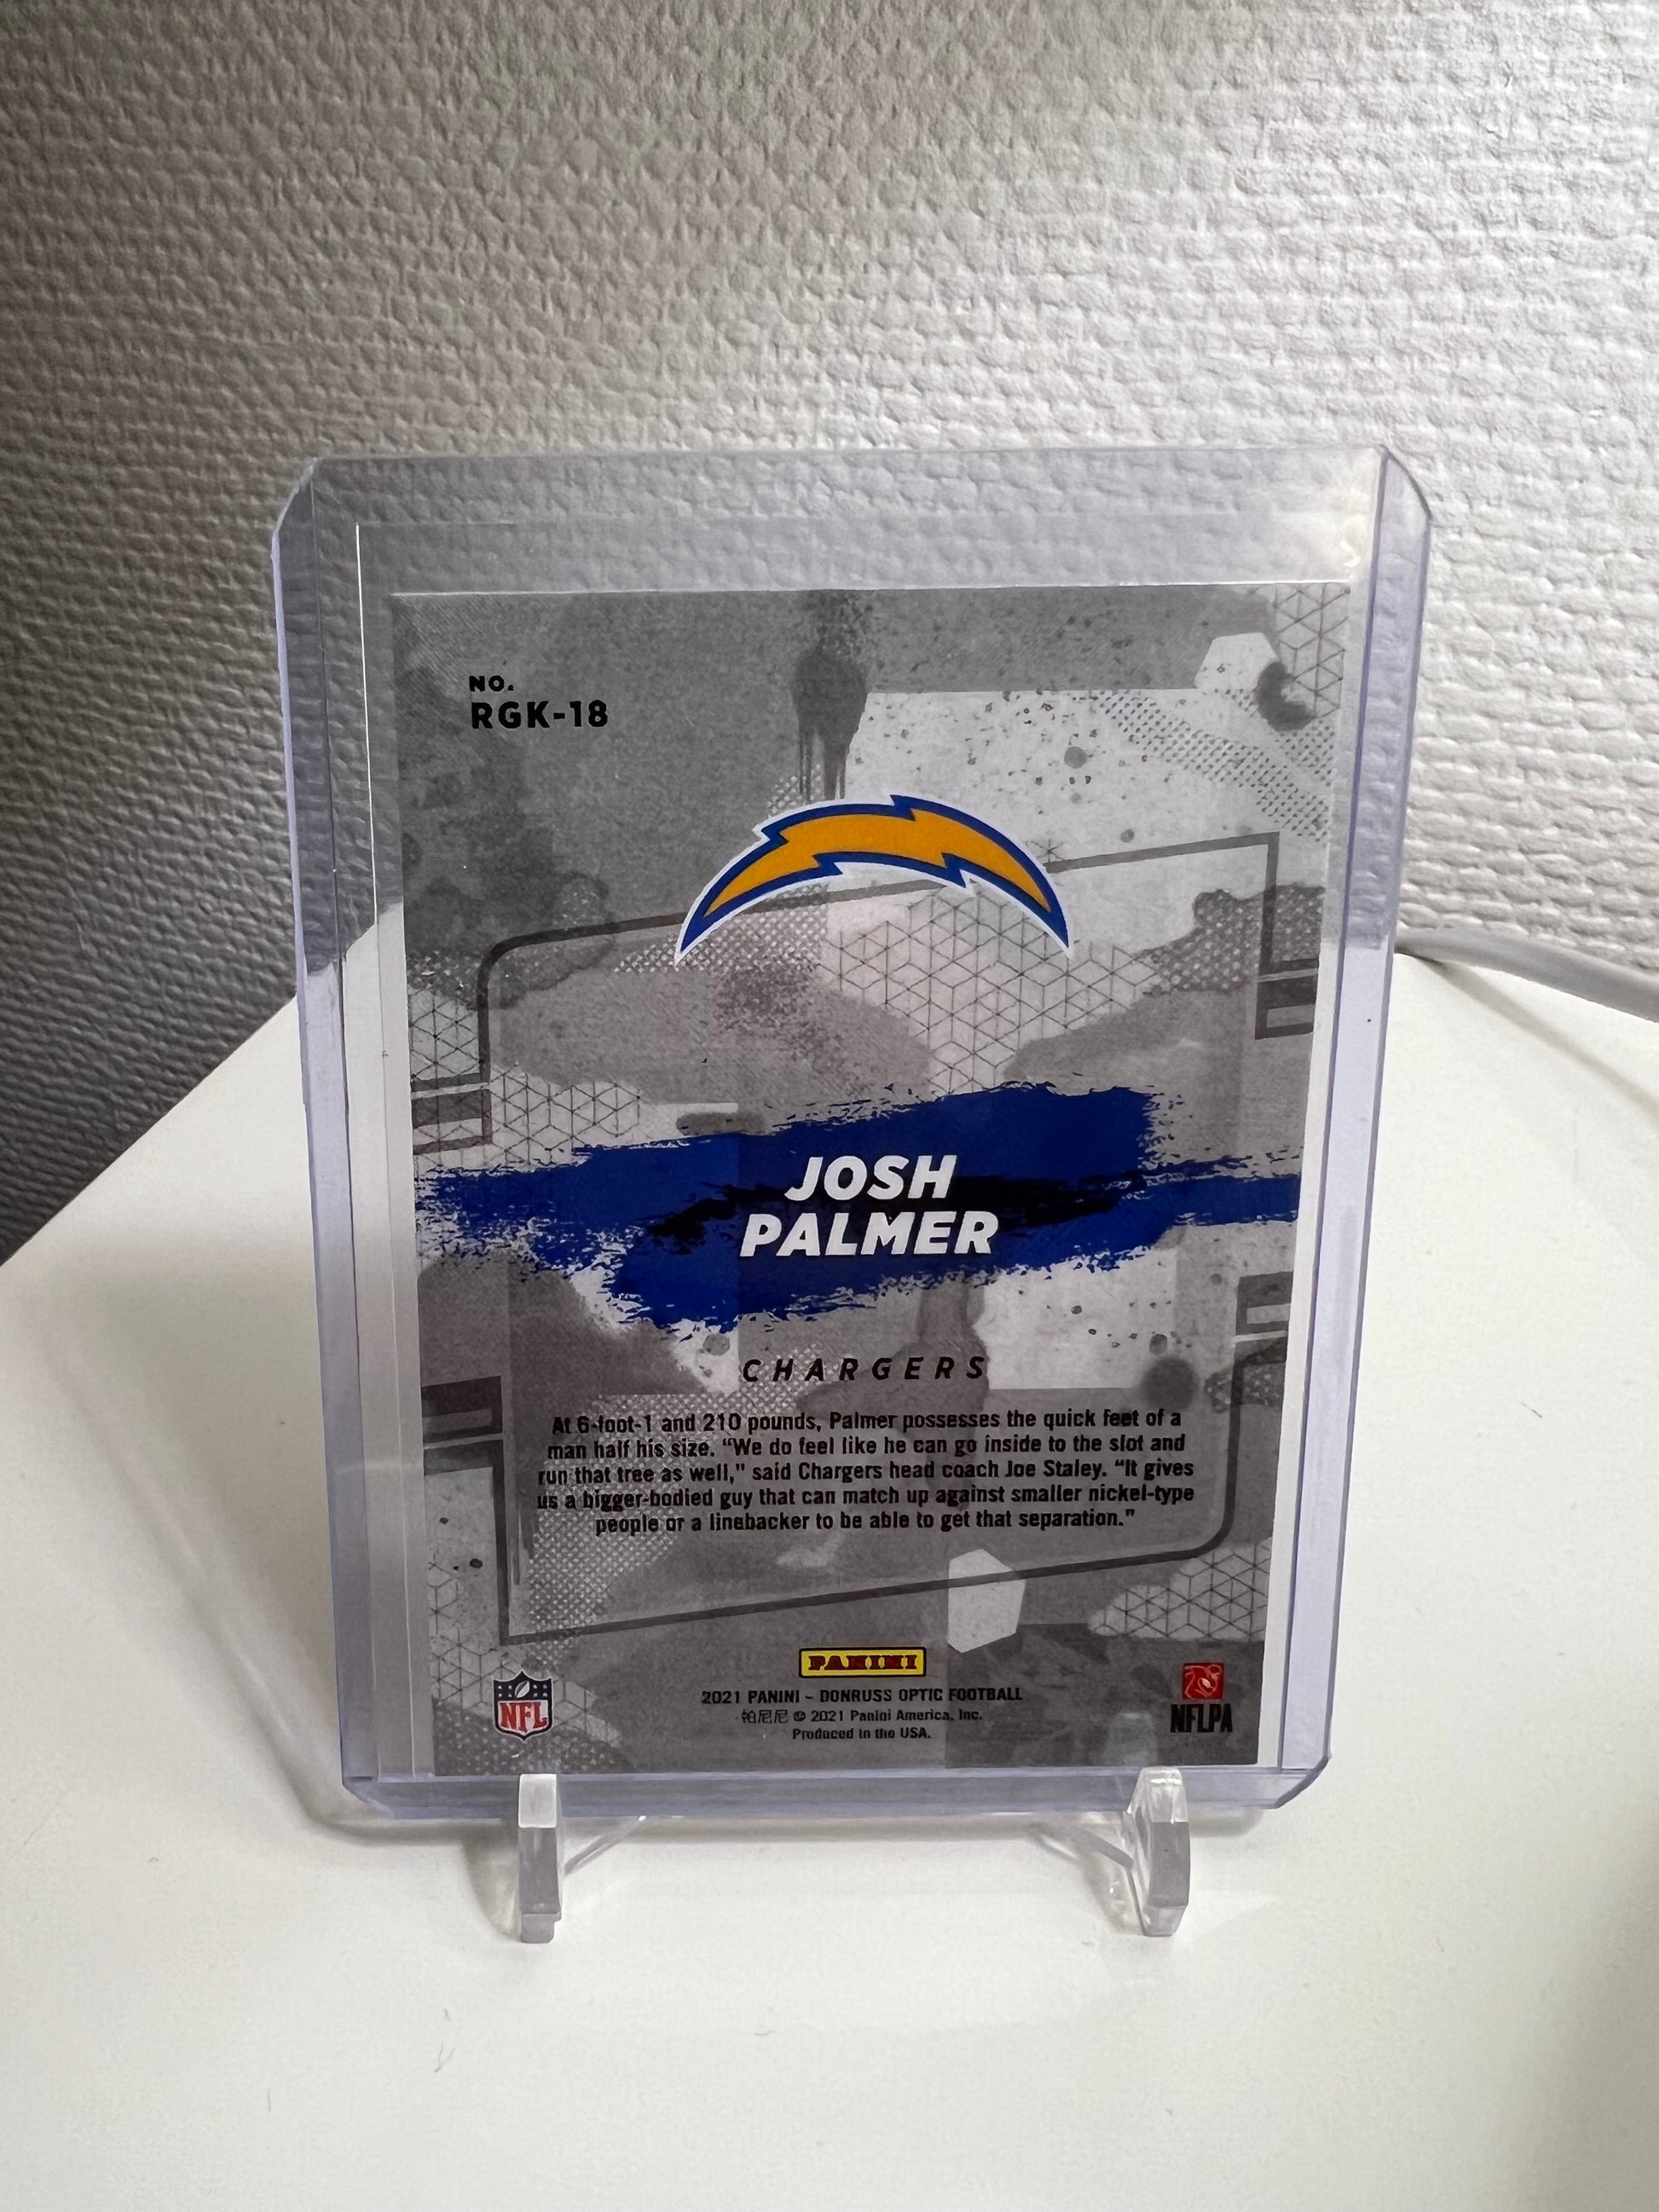 NO.
RGK-18
JOSH
PALMER
CHARGERS
At 6-foot-1 and 210 pounds, Palmer possesses the quick feet of a
man half his size. “We do feel like he can go inside to the slot and
run that tree as well,” said Chargers head coach Joe Staley. “It gives
us a bigger-bodied guy that can match up against smaller nickel-type
people or a linebacker to be able to get that separation.”
PANINI
2021 PANINI – DONRUSS OPTIC FOOTBALL
帕尼尼 © 2021 Panini America, Inc.
Produced in the USA.
NFL
NFLPA